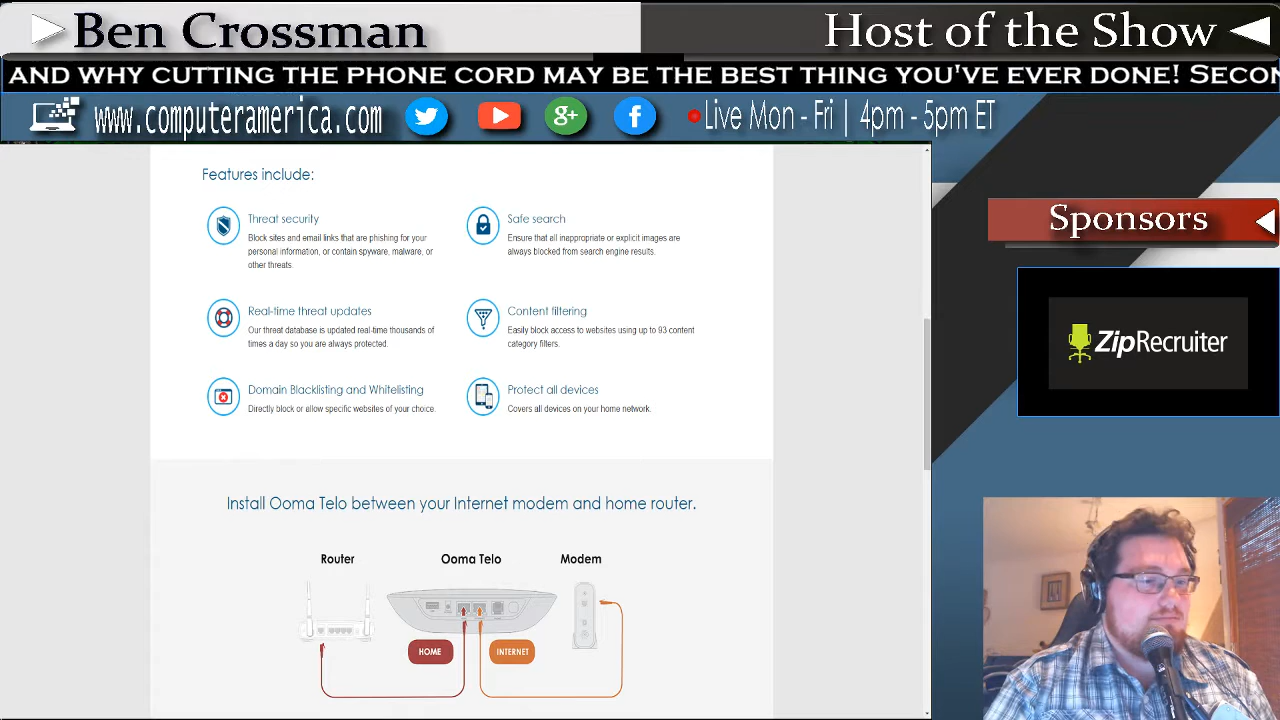 Ben Crossman
Host of the Show
AND WHY CUTTING THE PHONE CORD MAY BE THE BEST THING YOU'VE EVER DONE! SECON
www.computeramerica.com
Live Mon - Fri | 4pm - 5pm ET
Features include:
Threat security
Block sites and email links that are phishing for your
personal information, or contain spyware, malware, or
other threats.
Safe search
Ensure that all inappropriate or explicit images are
always blocked from search engine results.
Real-time threat updates
Our threat database is updated real-time thousands of
times a day so you are always protected.
Content filtering
Easily block access to websites using up to 93 content
category filters.
Domain Blacklisting and Whitelisting
Directly block or allow specific websites of your choice.
Protect all devices
Covers all devices on your home network.
Install Ooma Telo between your Internet modem and home router.
Router
Ooma Telo
Modem
HOME
INTERNET
Sponsors
ZipRecruiter